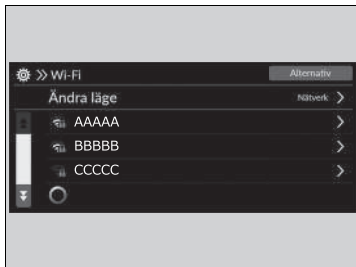 » Wi-Fi Alternativ
Ändra läge Nätverk
AAAAA
BBBBB
CCCCC